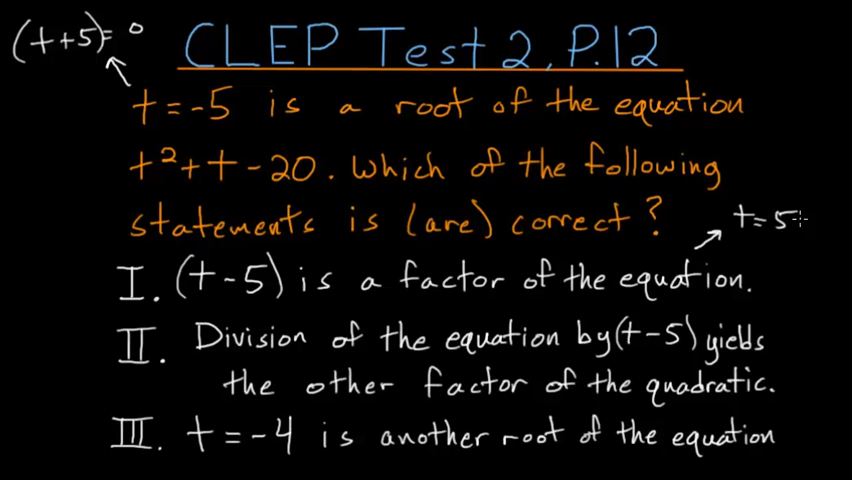 (t+5)=0
CLEP Test 2, P.12
t=-5 is a root of the equation
t²+t-20. Which of the following
statements is (are) correct?
t=5
I. (t-5) is a factor of the equation.
II. Division of the equation by (t-5) yields
the other factor of the quadratic.
III. t=-4 is another root of the equation